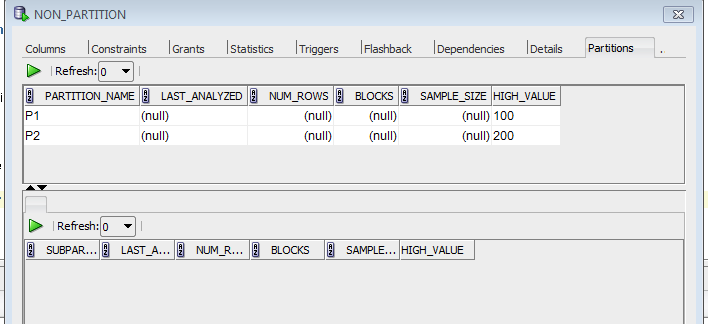 NON_PARTITION
Columns Constraints Grants Statistics Triggers Flashback Dependencies Details Partitions ..
Refresh: 0
PARTITION_NAME LAST_ANALYZED NUM_ROWS BLOCKS SAMPLE_SIZE HIGH_VALUE
P1 (null) (null) (null) (null) 100
P2 (null) (null) (null) (null) 200
Refresh: 0
SUBPAR... LAST_A... NUM_R... BLOCKS SAMPLE... HIGH_VALUE